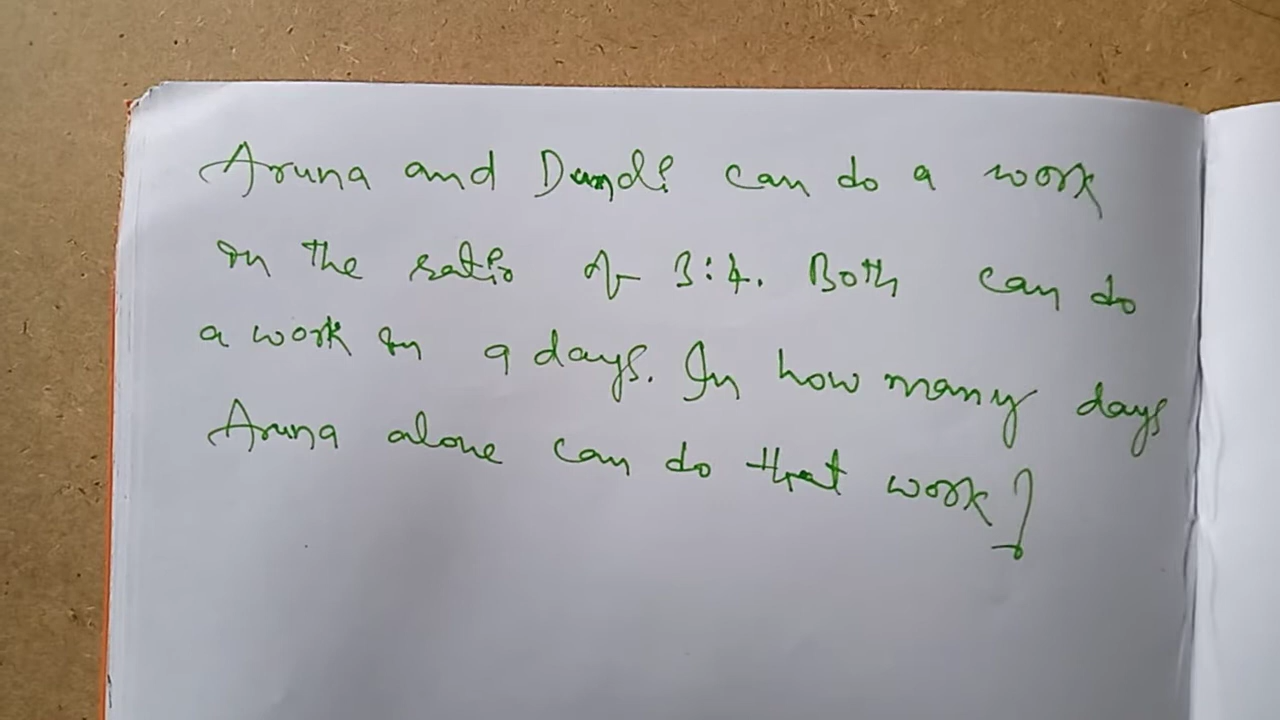 Aruna and Dundi can do a work
in the ratio of 3:4. Both can do
a work in 9 days. In how many days
Aruna alone can do that work?